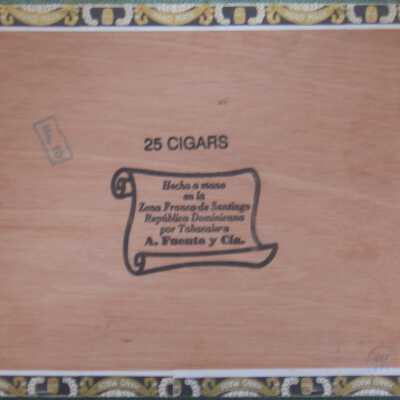 25 CIGARS
Hecho a mano
en la
Zona Franca de Santiago
República Dominicana
por Tabacalera
A. Fuente y Cia.